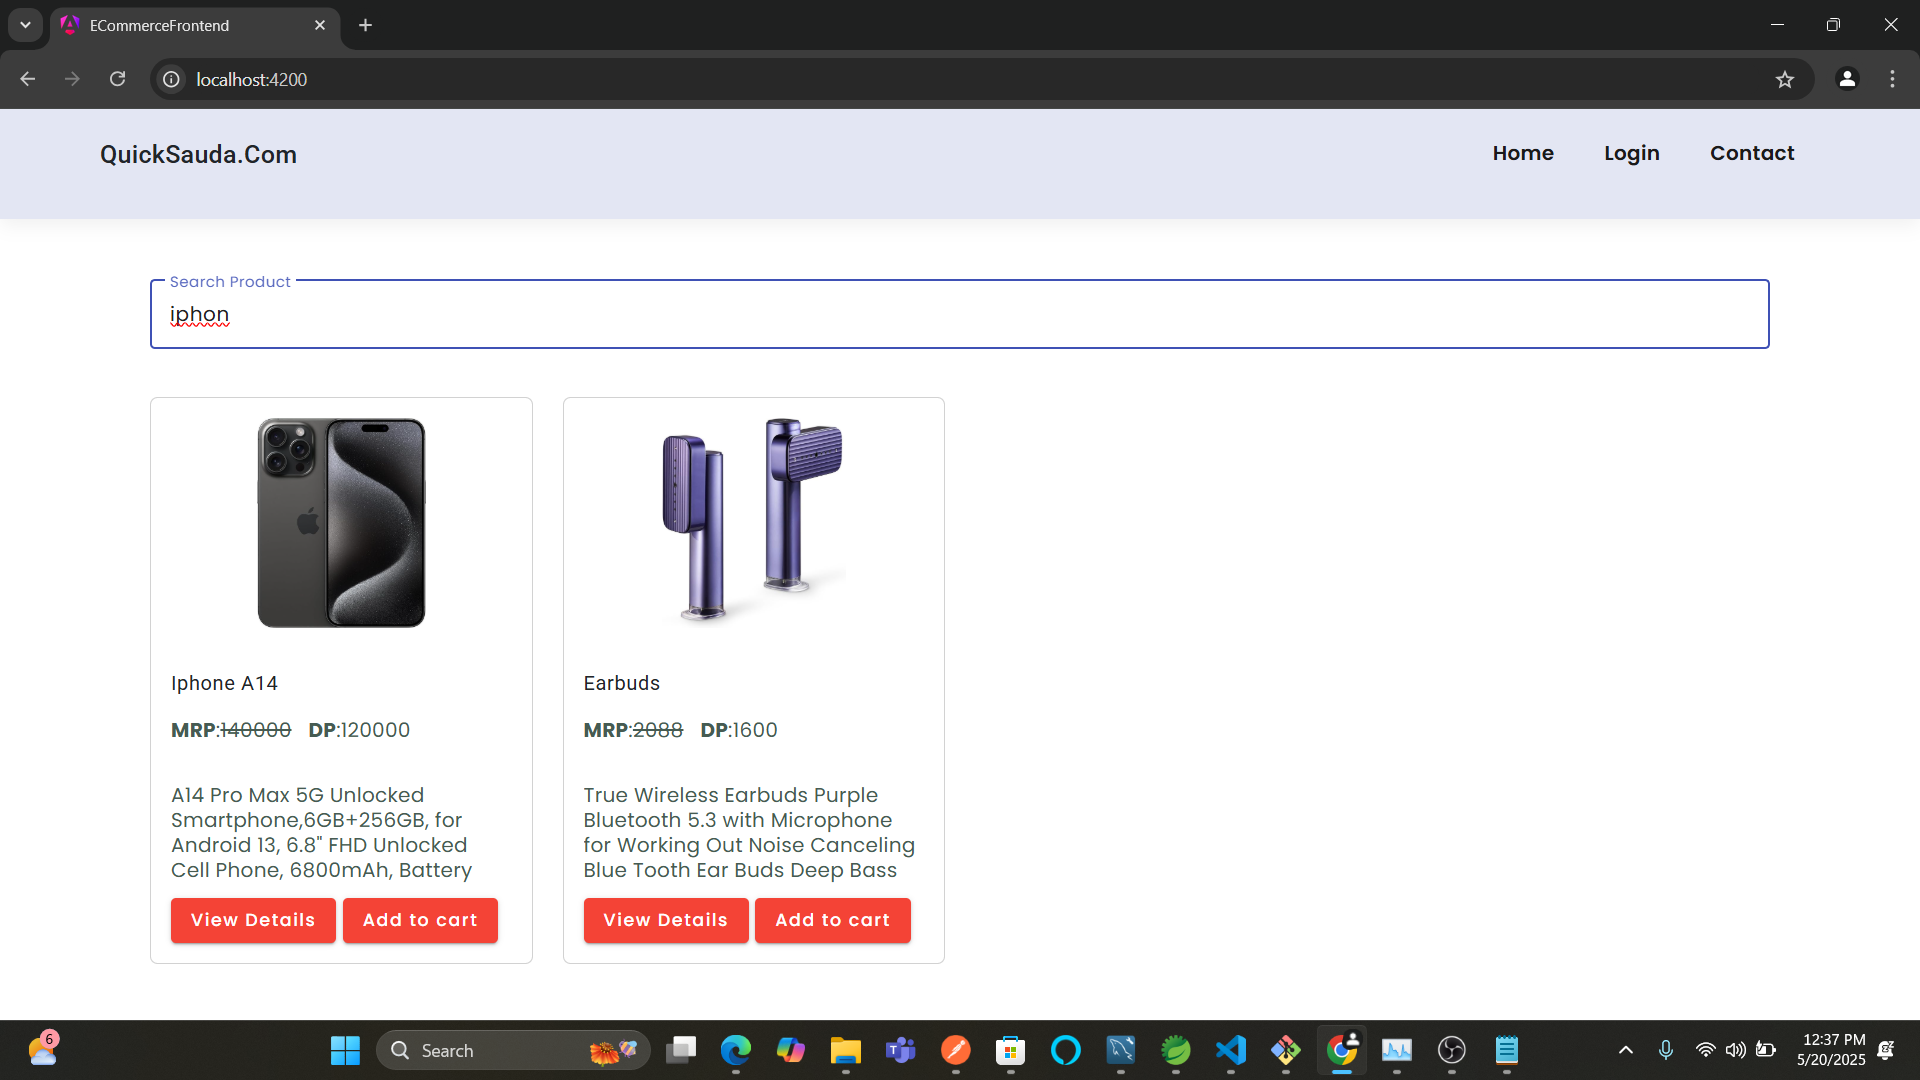 ECommerceFrontend
localhost:4200
QuickSauda.Com
Home Login Contact
Search Product
iphon
Iphone A14
MRP:140000 DP:120000
A14 Pro Max 5G Unlocked
Smartphone,6GB+256GB, for
Android 13, 6.8" FHD Unlocked
Cell Phone, 6800mAh, Battery
View Details Add to cart
Earbuds
MRP:2088 DP:1600
True Wireless Earbuds Purple
Bluetooth 5.3 with Microphone
for Working Out Noise Canceling
Blue Tooth Ear Buds Deep Bass
View Details Add to cart
6
Search
12:37 PM
5/20/2025